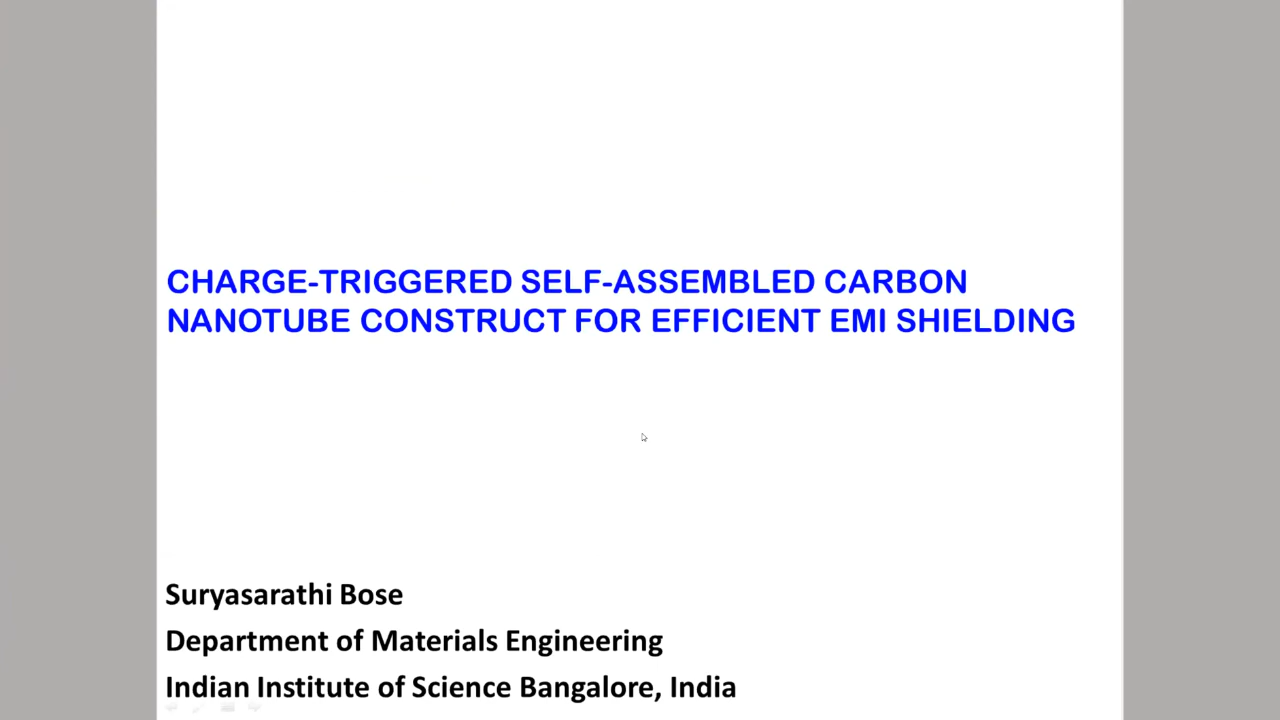 CHARGE-TRIGGERED SELF-ASSEMBLED CARBON
NANOTUBE CONSTRUCT FOR EFFICIENT EMI SHIELDING
Suryasarathi Bose
Department of Materials Engineering
Indian Institute of Science Bangalore, India